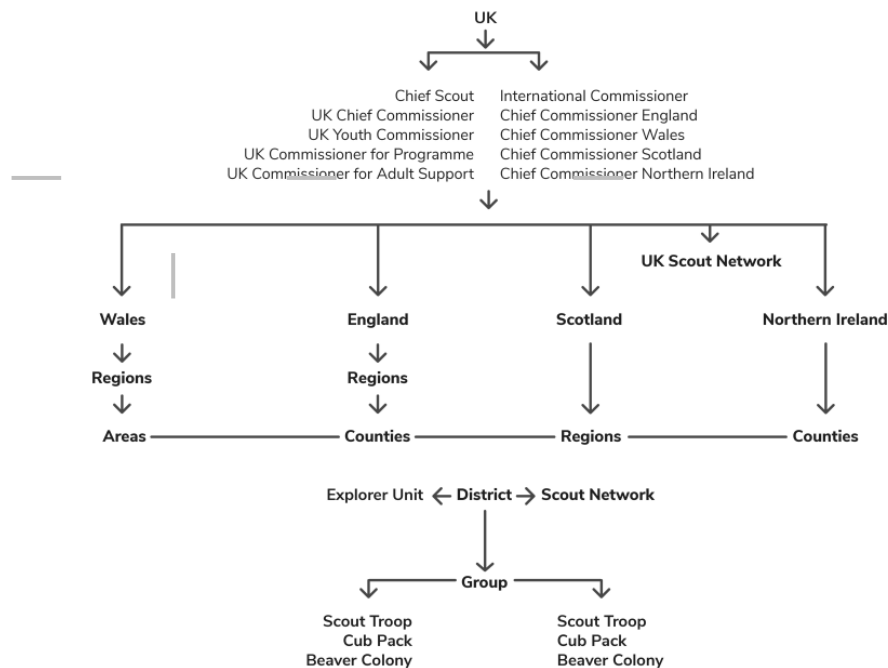 UK
Chief Scout
UK Chief Commissioner
UK Youth Commissioner
UK Commissioner for Programme
UK Commissioner for Adult Support
International Commissioner
Chief Commissioner England
Chief Commissioner Wales
Chief Commissioner Scotland
Chief Commissioner Northern Ireland
UK Scout Network
Wales England Scotland Northern Ireland
Regions Regions
Areas Counties Regions Counties
Explorer Unit District Scout Network
Group
Scout Troop
Cub Pack
Beaver Colony
Scout Troop
Cub Pack
Beaver Colony